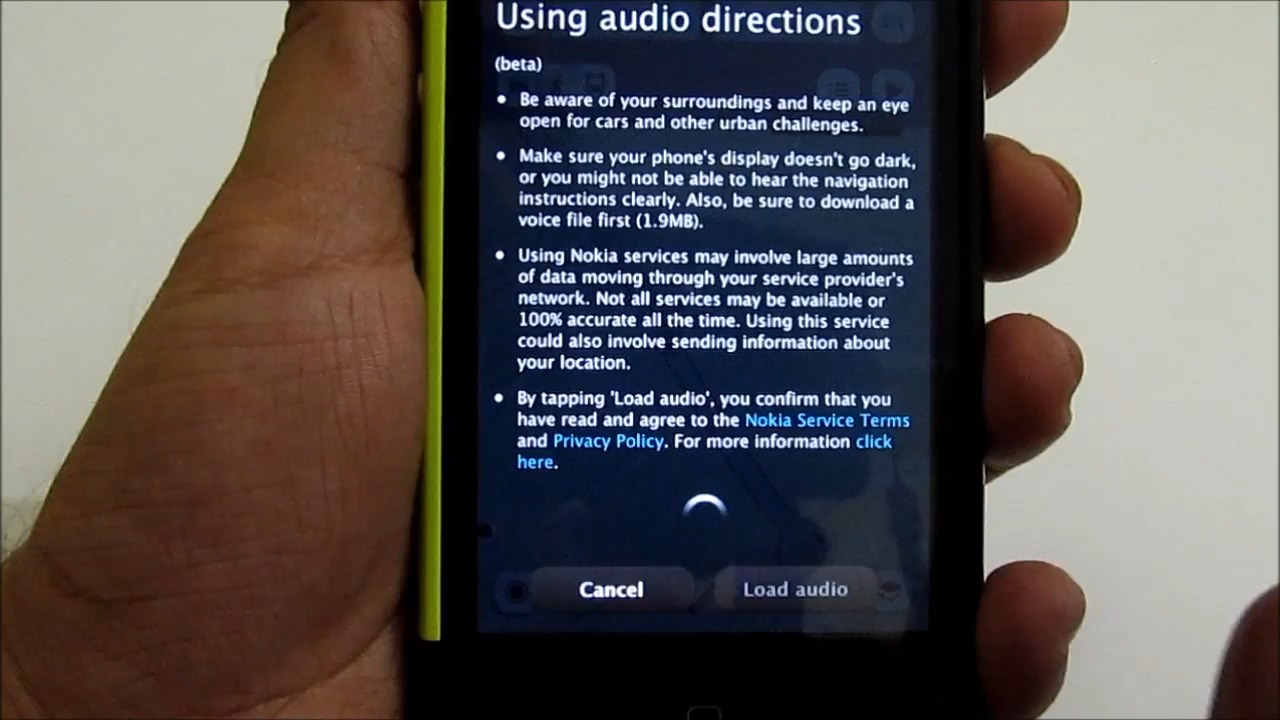 Using audio directions
(beta)
• Be aware of your surroundings and keep an eye
open for cars and other urban challenges.
• Make sure your phone's display doesn't go dark,
or you might not be able to hear the navigation
instructions clearly. Also, be sure to download a
voice file first (1.9MB).
• Using Nokia services may involve large amounts
of data moving through your service provider's
network. Not all services may be available or
100% accurate all the time. Using this service
could also involve sending information about
your location.
• By tapping 'Load audio', you confirm that you
have read and agree to the Nokia Service Terms
and Privacy Policy. For more information click
here.
Cancel Load audio